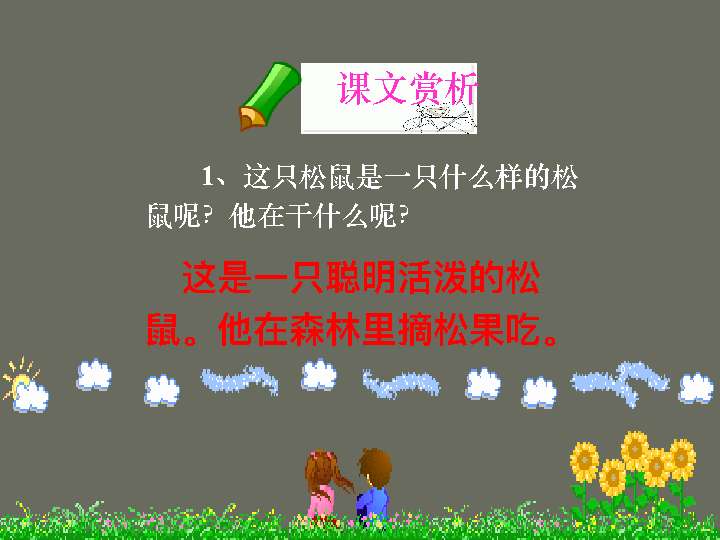 课文赏析
1、这只松鼠是一只什么样的松
鼠呢？他在干什么呢？
这是一只聪明活泼的松
鼠。他在森林里摘松果吃。